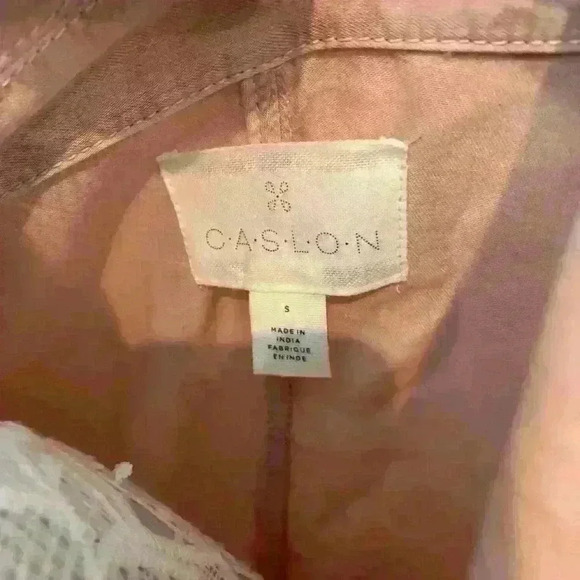 C·A·S·L·O·N
S
MADE IN
INDIA
FABRIQUE
EN INDE